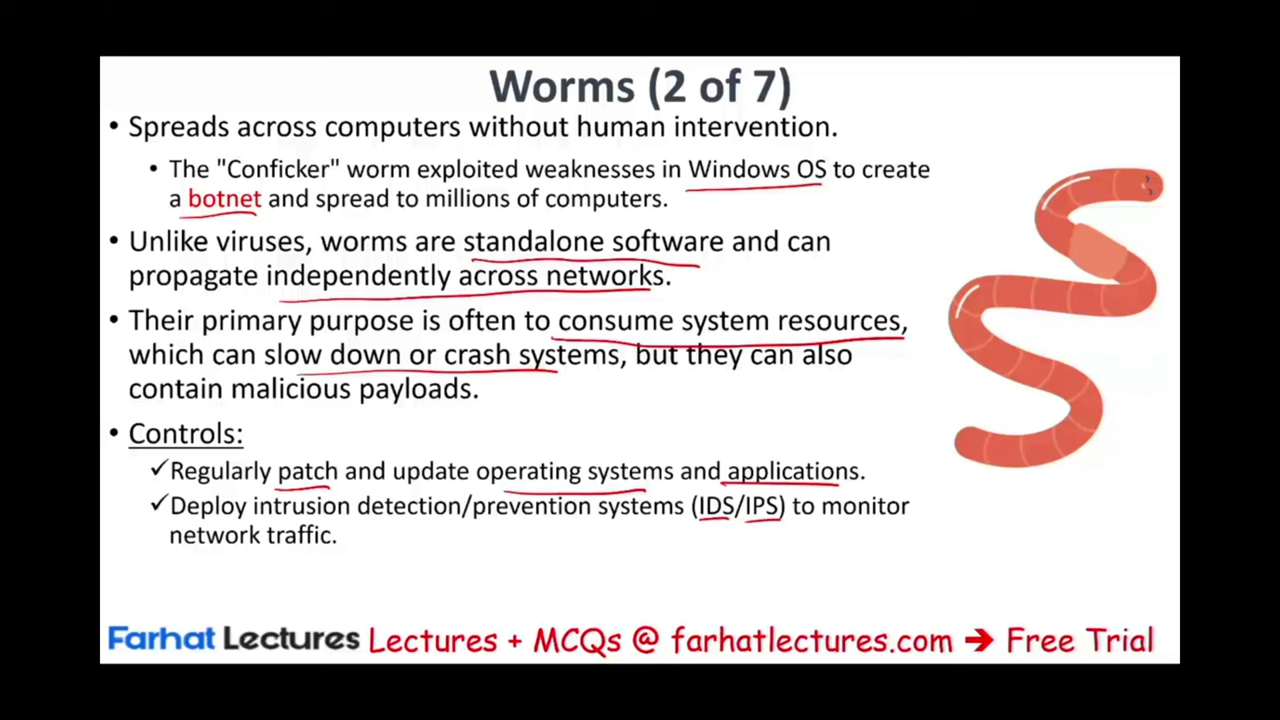 Worms (2 of 7)
• Spreads across computers without human intervention.
• The "Conficker" worm exploited weaknesses in Windows OS to create
a botnet and spread to millions of computers.
• Unlike viruses, worms are standalone software and can
propagate independently across networks.
• Their primary purpose is often to consume system resources,
which can slow down or crash systems, but they can also
contain malicious payloads.
• Controls:
✓Regularly patch and update operating systems and applications.
✓Deploy intrusion detection/prevention systems (IDS/IPS) to monitor
network traffic.
Farhat Lectures Lectures + MCQs @ farhatlectures.com ➔ Free Trial